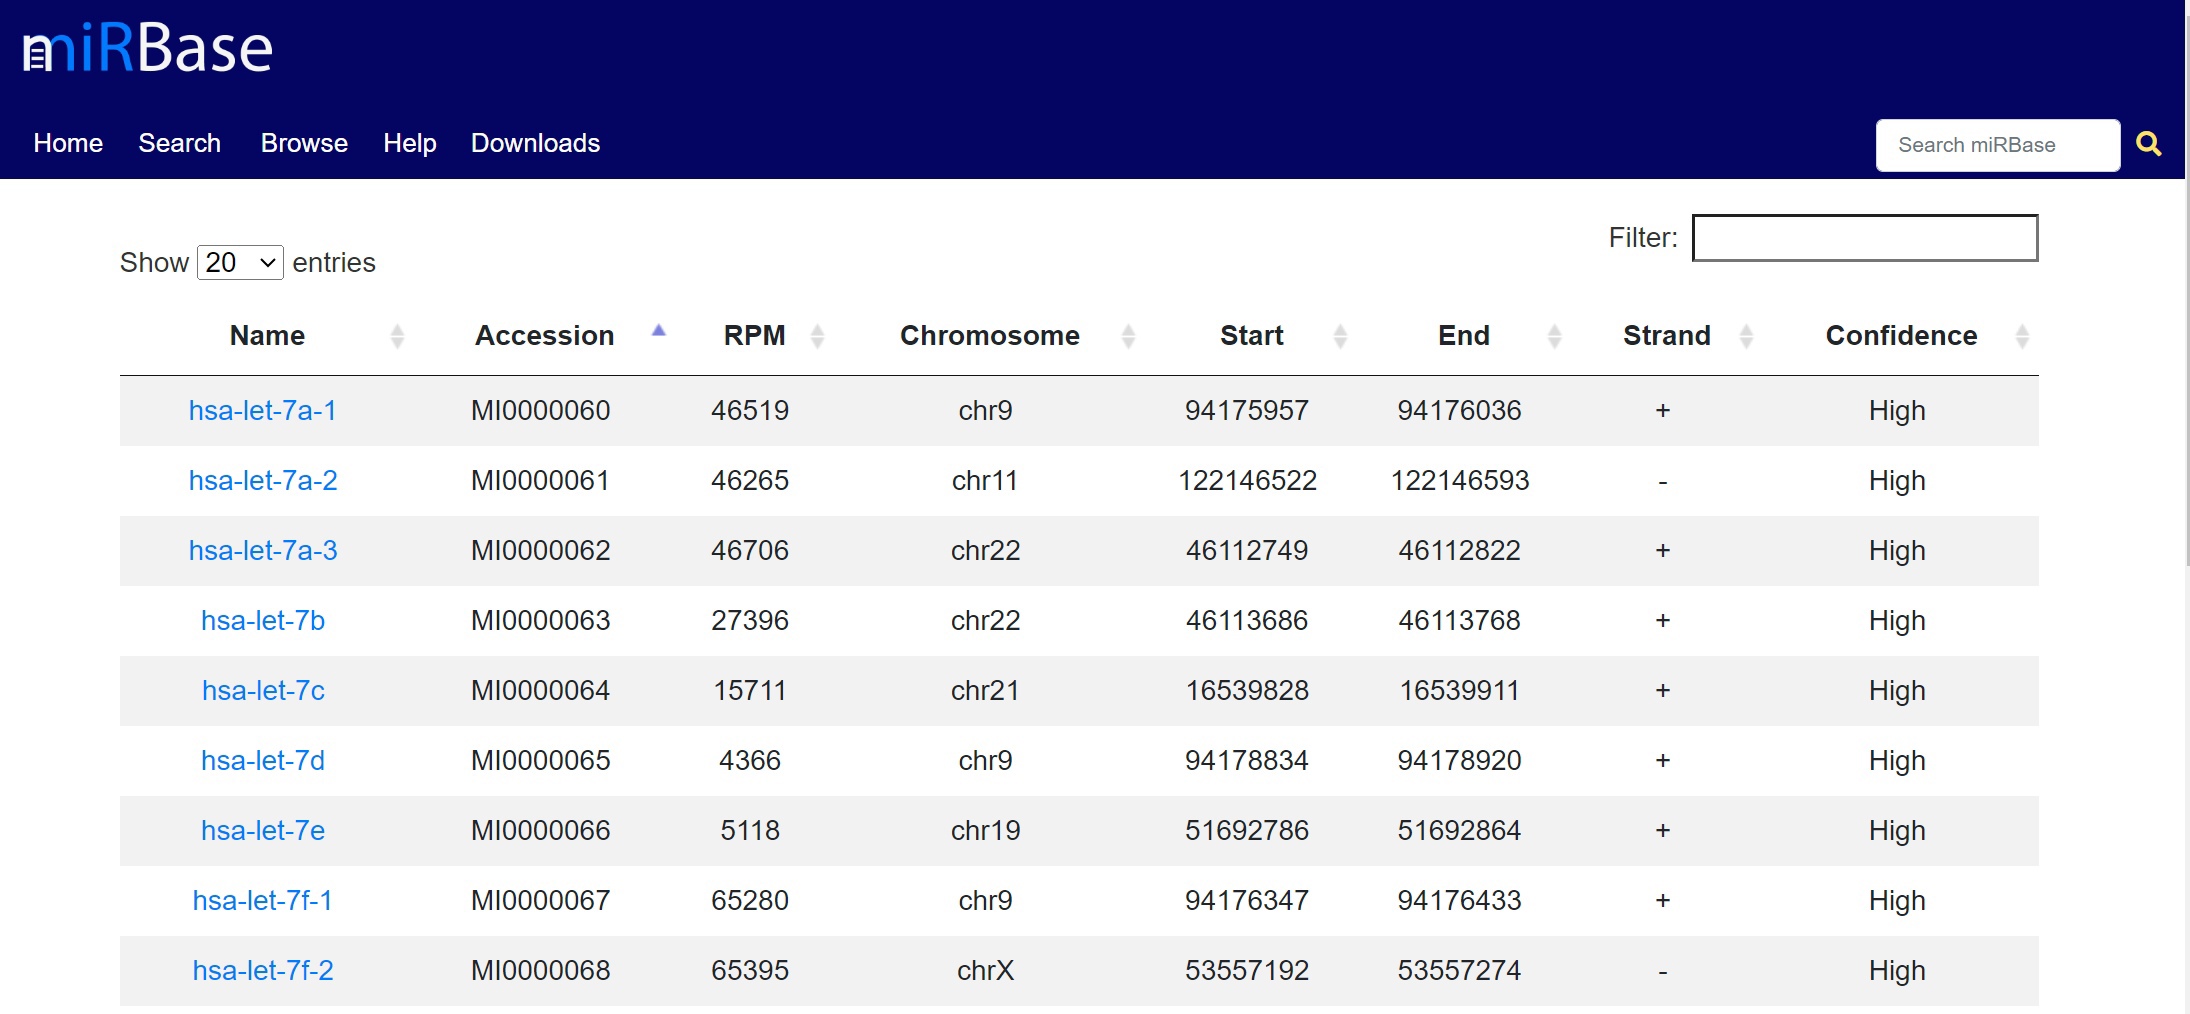 miRBase
Home Search Browse Help Downloads Search miRBase
Filter:
Show 20 entries
Name Accession RPM Chromosome Start End Strand Confidence
hsa-let-7a-1 MI0000060 46519 chr9 94175957 94176036 + High
hsa-let-7a-2 MI0000061 46265 chr11 122146522 122146593 - High
hsa-let-7a-3 MI0000062 46706 chr22 46112749 46112822 + High
hsa-let-7b MI0000063 27396 chr22 46113686 46113768 + High
hsa-let-7c MI0000064 15711 chr21 16539828 16539911 + High
hsa-let-7d MI0000065 4366 chr9 94178834 94178920 + High
hsa-let-7e MI0000066 5118 chr19 51692786 51692864 + High
hsa-let-7f-1 MI0000067 65280 chr9 94176347 94176433 + High
hsa-let-7f-2 MI0000068 65395 chrX 53557192 53557274 - High